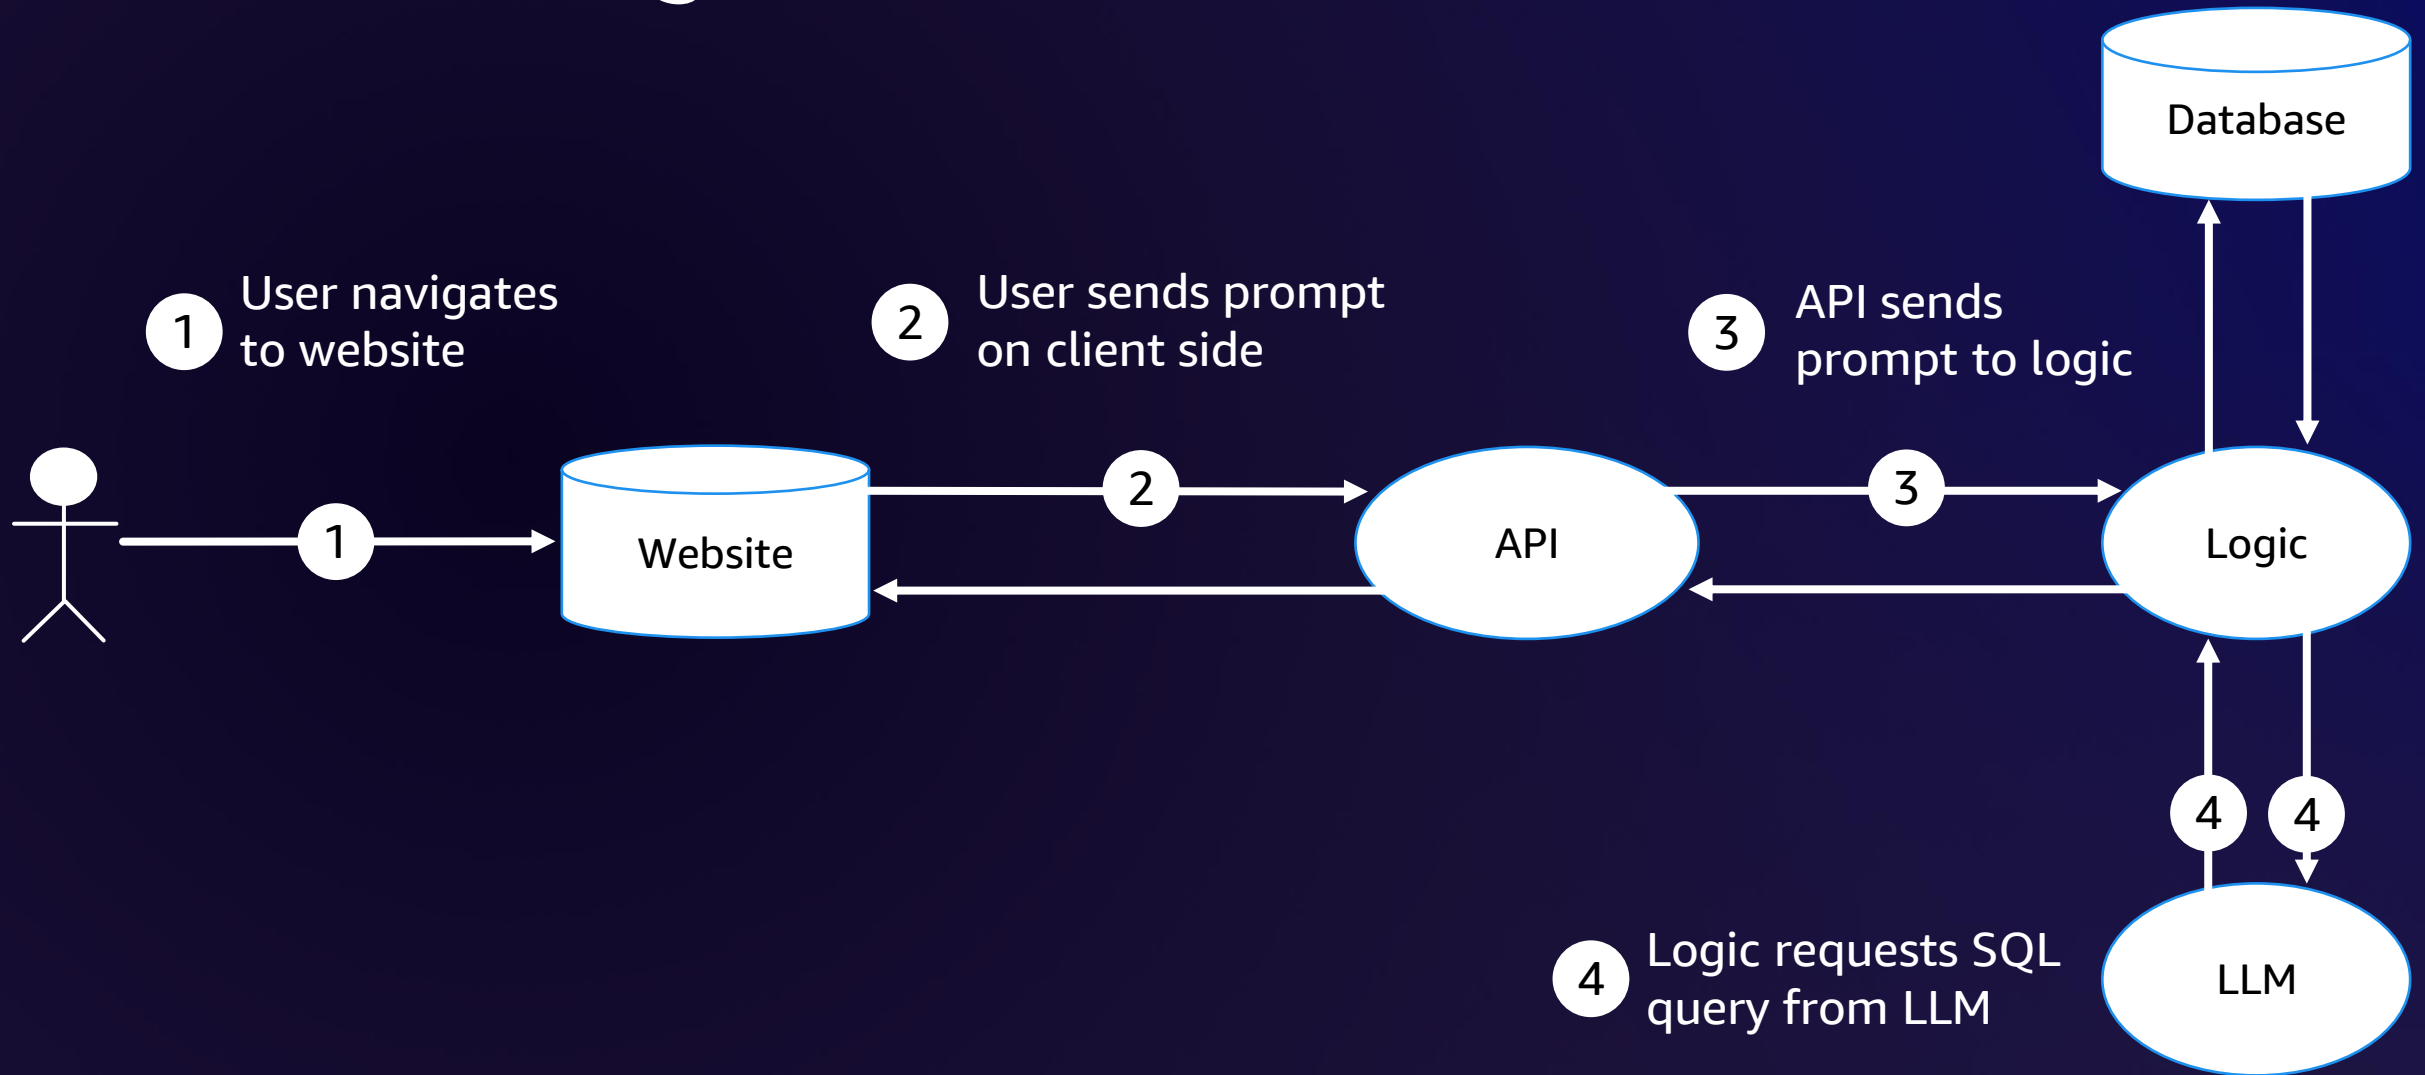 Database
1
User navigates
to website
2
User sends prompt
on client side
3
API sends
prompt to logic
1
Website
2
API
3
Logic
4
4
4
Logic requests SQL
query from LLM
LLM